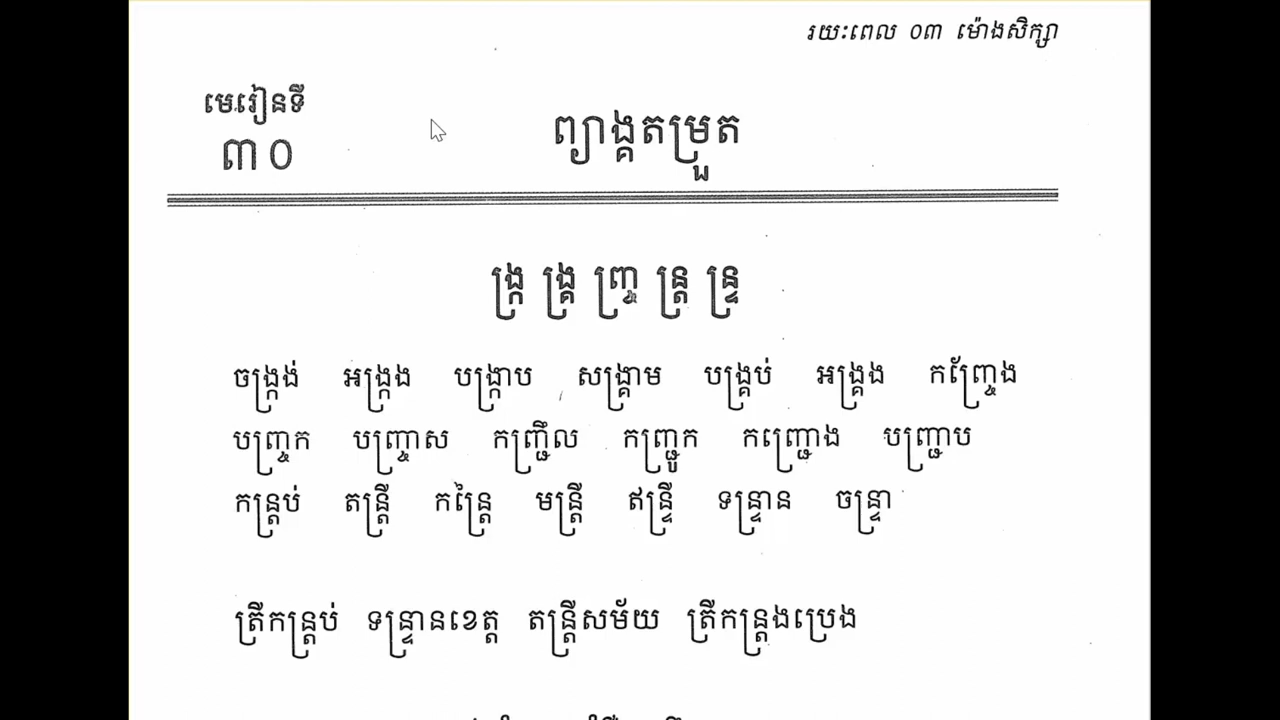 រយៈពេល ០៣ ម៉ោងសិក្សា
មេរៀនទី
៣០
ព្យាង្គតម្រួត
ង្ក្រ ង្គ្រ ញ្ច្រ ន្ត្រ ន្ទ្រ
ចង្ក្រង់ អង្ក្រង បង្ក្រាប សង្គ្រាម បង្គ្រប់ អង្គ្រង កញ្ច្រែង
បញ្ច្រក បញ្ច្រាស កញ្ជ្រឹល កញ្ជ្រូក កញ្ជ្រោង បញ្ជ្រាប
កន្ត្រប់ តន្ត្រី កន្ត្រៃ មន្ត្រី ឥន្ទ្រី ទន្ទ្រាន ចន្ទ្រា
ត្រីកន្ត្រប់ ទន្ទ្រានខេត្ត តន្ត្រីសម័យ ត្រីកន្ត្រងប្រេង